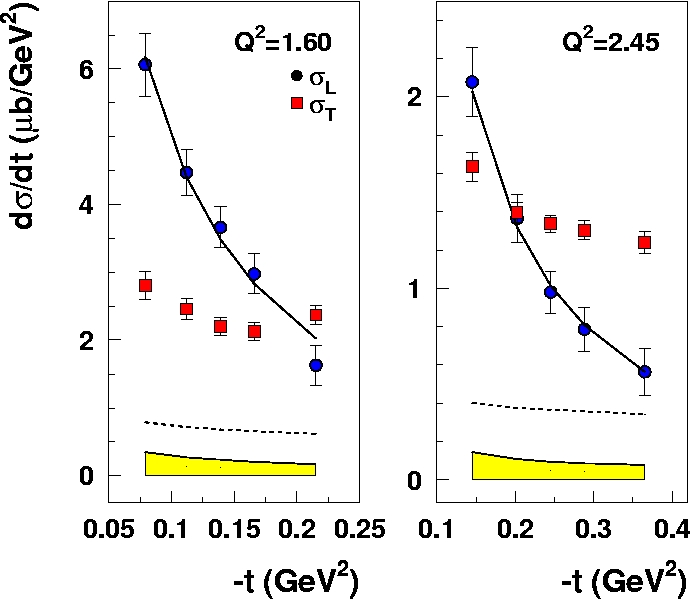 dσ/dt (μb/GeV²)
Q²=1.60
σL
σT
6
4
2
0
0.05 0.1 0.15 0.2 0.25
-t (GeV²)
Q²=2.45
2
1
0
0.1 0.2 0.3 0.4
-t (GeV²)